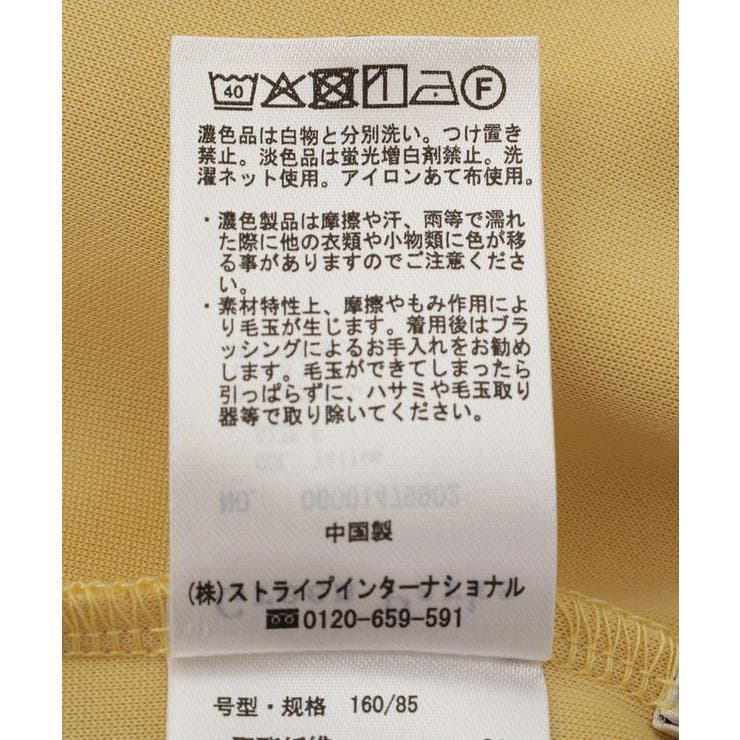 40 F
濃色品は白物と分別洗い。つけ置き
禁止。淡色品は蛍光増白剤禁止。洗
濯ネット使用。アイロンあて布使用。
・濃色製品は摩擦や汗、雨等で濡れ
た際に他の衣類や小物類に色が移
る事がありますのでご注意くださ
い。
・素材特性上、摩擦やもみ作用によ
り毛玉が生じます。着用後はブラ
ッシングによるお手入れをお勧め
します。毛玉ができてしまったら
引っぱらずに、ハサミや毛玉取り
器等で取り除いてください。
NO. 06001479902
中国製
(株)ストライプインターナショナル
0120-659-591
号型・规格 160/85